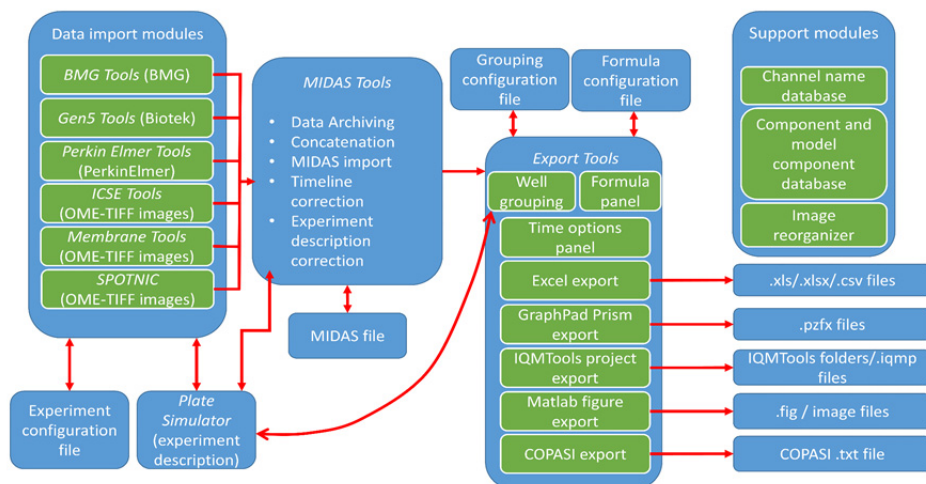 Data import modules
BMG Tools (BMG)
Gen5 Tools (Biotek)
Perkin Elmer Tools
(PerkinElmer)
ICSE Tools
(OME-TIFF images)
Membrane Tools
(OME-TIFF images)
SPOTNIC
(OME-TIFF images)
Experiment
configuration
file
Plate
Simulator
(experiment
description)
MIDAS Tools
• Data Archiving
• Concatenation
• MIDAS import
• Timeline
correction
• Experiment
description
correction
MIDAS file
Grouping
configuration
file
Formula
configuration
file
Export Tools
Well
grouping
Formula
panel
Time options
panel
Excel export
GraphPad Prism
export
IQMTools project
export
Matlab figure
export
COPASI export
Support modules
Channel name
database
Component and
model
component
database
Image
reorganizer
.xls/.xlsx/.csv files
.pzfx files
IQMTools folders/.iqmp
files
.fig / image files
COPASI .txt file